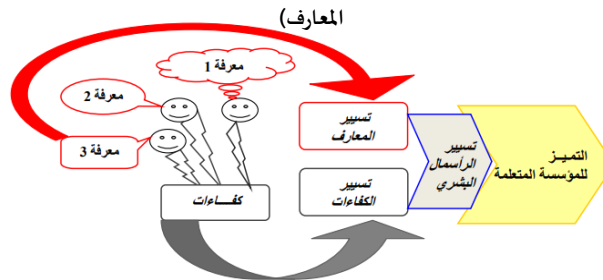 المعارف)
معرفة 1
معرفة 2
معرفة 3
كفـــاءات
تسيير
المعارف
تسيير
الكفاءات
تسيير
الرأسمال
البشري
التميـز
للمؤسسة المتعلمة